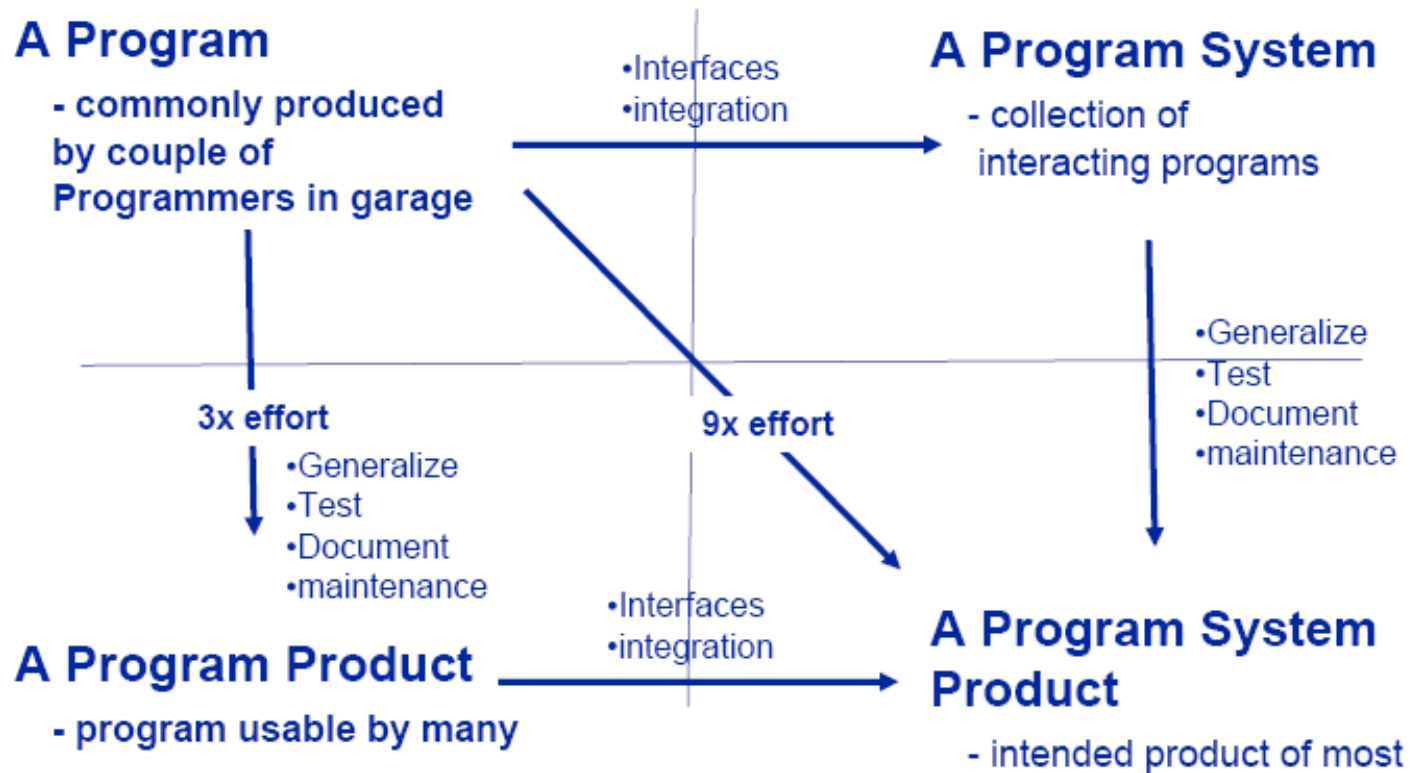 A Program
- commonly produced
by couple of
Programmers in garage
•Interfaces
•integration
A Program System
- collection of
interacting programs
3x effort
•Generalize
•Test
•Document
•maintenance
9x effort
•Generalize
•Test
•Document
•maintenance
A Program Product
- program usable by many
•Interfaces
•integration
A Program System
Product
- intended product of most